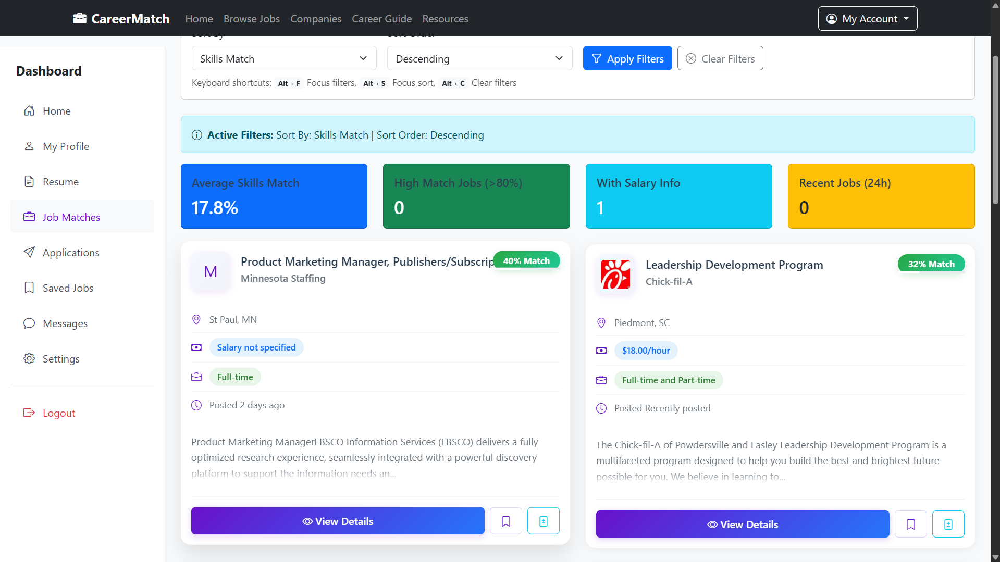 CareerMatch Home Browse Jobs Companies Career Guide Resources My Account
Dashboard
Home
My Profile
Resume
Job Matches
Applications
Saved Jobs
Messages
Settings
Logout
Skills Match Descending Apply Filters Clear Filters
Keyboard shortcuts: Alt + F Focus filters, Alt + S Focus sort, Alt + C Clear filters
Active Filters: Sort By: Skills Match | Sort Order: Descending
Average Skills Match
17.8%
High Match Jobs (>80%)
0
With Salary Info
1
Recent Jobs (24h)
0
M
Product Marketing Manager, Publishers/Subscrip
40% Match
Minnesota Staffing
St Paul, MN
Salary not specified
Full-time
Posted 2 days ago
Product Marketing ManagerEBSCO Information Services (EBSCO) delivers a fully
optimized research experience, seamlessly integrated with a powerful discovery
platform to support the information needs an...
View Details
Leadership Development Program
32% Match
Chick-fil-A
Piedmont, SC
$18.00/hour
Full-time and Part-time
Posted Recently posted
The Chick-fil-A of Powdersville and Easley Leadership Development Program is a
multifaceted program designed to help you build the best and brightest future
possible for you. We believe in learning to...
View Details